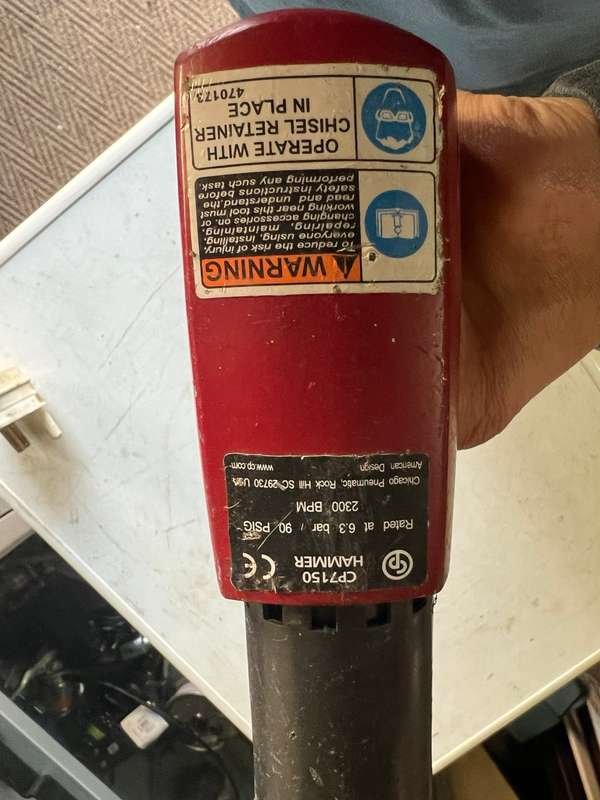 CP7150
HAMMER
CE
Rated at 6.3 bar / 90 PSIG
2300 BPM
Chicago Pneumatic, Rock Hill SC 29730 USA
American Design www.cp.com
WARNING
To reduce the risk of injury,
everyone using, installing,
repairing, maintaining,
changing accessories on, or
working near this tool must
read and understand the
safety instructions before
performing any such task.
OPERATE WITH
CHISEL RETAINER
IN PLACE
470173